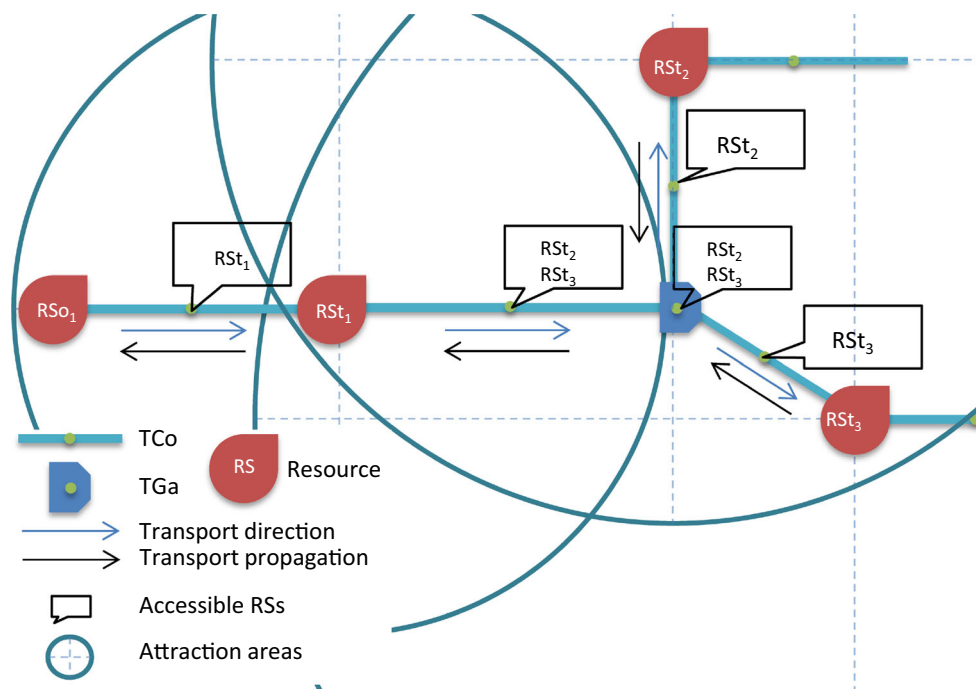 RSt₂
RSt₂
RSt₁
RSt₂
RSt₃
RSt₂
RSt₃
RSo₁
RSt₁
RSt₃
RSt₃
TCo
RS
Resource
TGa
Transport direction
Transport propagation
Accessible RSs
Attraction areas